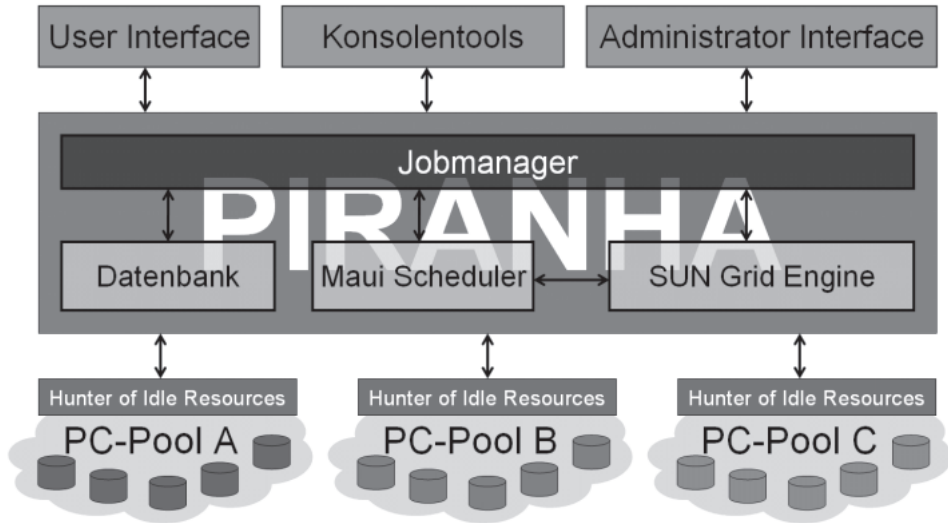 User Interface
Konsolentools
Administrator Interface
Jobmanager
PIRANHA
Datenbank
Maui Scheduler
SUN Grid Engine
Hunter of Idle Resources
Hunter of Idle Resources
Hunter of Idle Resources
PC-Pool A
PC-Pool B
PC-Pool C